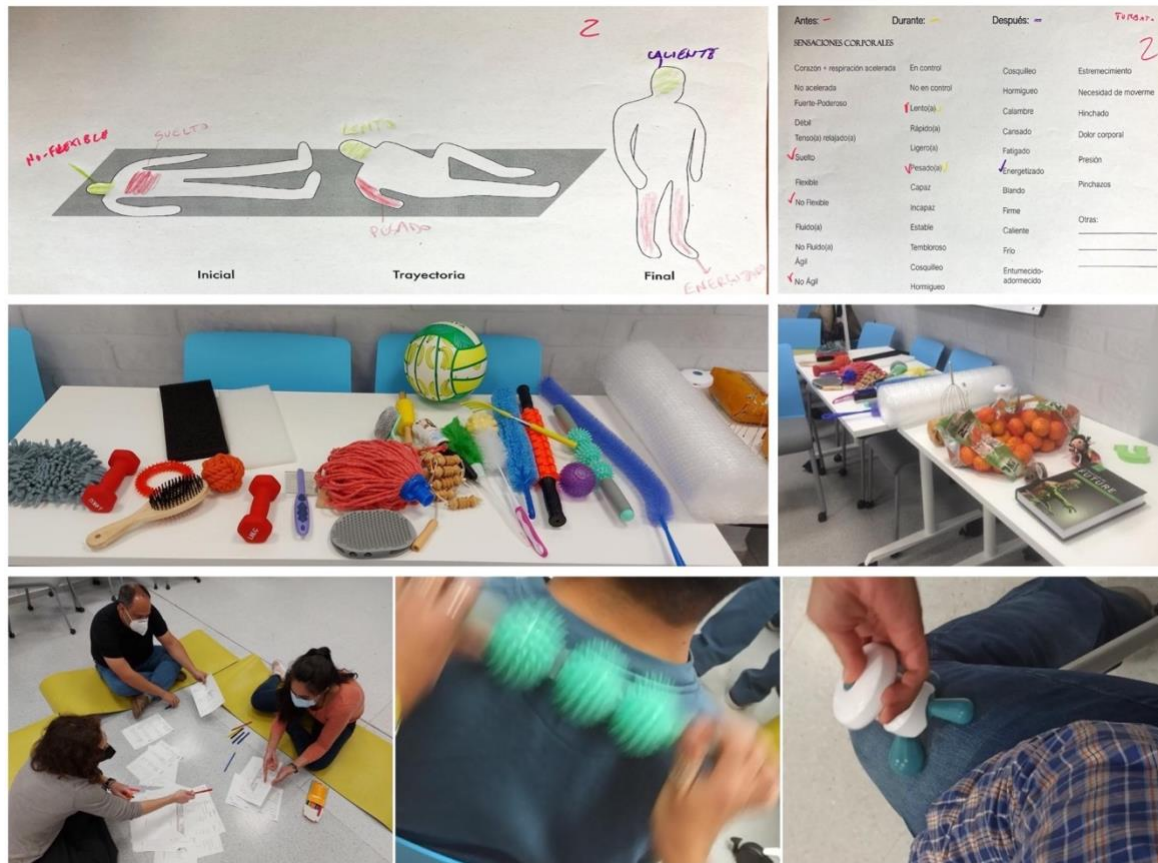 2
CALIENTE
NO-FLEXIBLE
SUELTO
LENTO
PESADO
Inicial
Trayectoria
Final
Antes:
Durante:
Después:
2
SENSACIONES CORPORALES
Corazón + respiración acelerada
No acelerada
Fuerte-Poderoso
Débil
Tenso(a) relajado(a)
Suelto
Flexible
No Flexible
Fluido(a)
No Fluido(a)
Ágil
No Ágil
En control
No en control
Lento(a)
Rápido(a)
Ligero(a)
Pesado(a)
Capaz
Incapaz
Estable
Tembloroso
Cosquilleo
Hormigueo
Cosquilleo
Hormigueo
Calambre
Cansado
Fatigado
Energetizado
Blando
Firme
Caliente
Frío
Entumecido-
adormecido
Estremecimiento
Necesidad de moverme
Hinchado
Dolor corporal
Presión
Pinchazos
Otras: